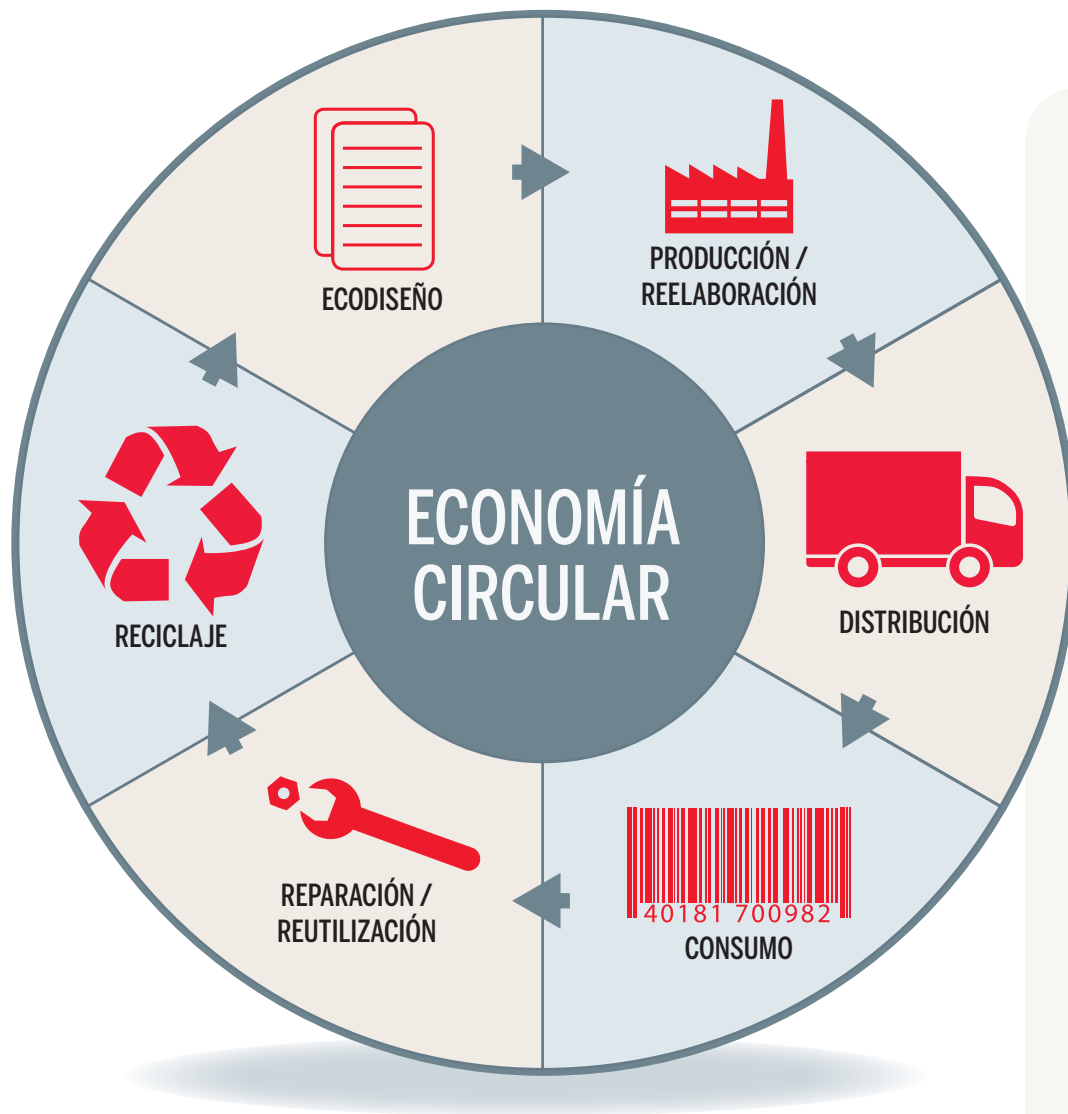 ECODISEÑO
PRODUCCIÓN /
REELABORACIÓN
ECONOMÍA
CIRCULAR
RECICLAJE
DISTRIBUCIÓN
REPARACIÓN /
REUTILIZACIÓN
40181 700982
CONSUMO